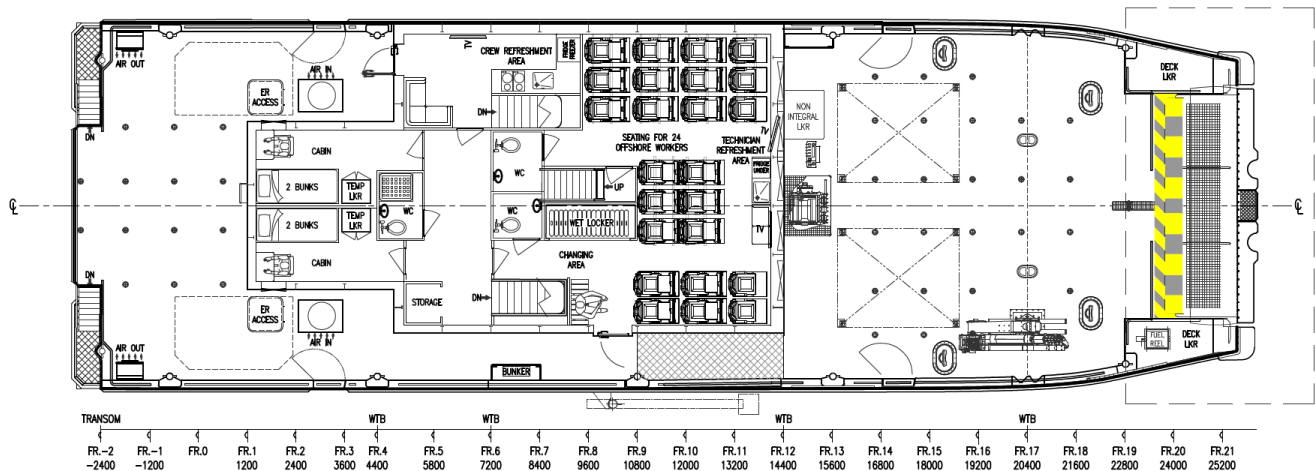 AIR OUT
AIR IN
ER
ACCESS
TV
CREW REFRESHMENT
AREA
FRIDGE
FREEZER
DN
DN
CABIN
2 BUNKS
TEMP
LKR
WC
WC
UP
SEATING FOR 24
OFFSHORE WORKERS
TECHNICIAN
REFRESHMENT
AREA
TV
FRIDGE
UNDER
NON
INTEGRAL
LKR
DECK
LKR
℄
℄
2 BUNKS
TEMP
LKR
WC
WET LOCKER
TV
CABIN
CHANGING
AREA
DN
STORAGE
DN
ER
ACCESS
AIR IN
AIR OUT
BUNKER
FUEL
REEL
DECK
LKR
TRANSOM WTB WTB WTB WTB
℄ ℄ ℄ ℄ ℄ ℄ ℄ ℄ ℄ ℄ ℄ ℄ ℄ ℄ ℄ ℄ ℄ ℄ ℄ ℄ ℄ ℄ ℄ ℄
FR.-2 FR.-1 FR.0 FR.1 FR.2 FR.3 FR.4 FR.5 FR.6 FR.7 FR.8 FR.9 FR.10 FR.11 FR.12 FR.13 FR.14 FR.15 FR.16 FR.17 FR.18 FR.19 FR.20 FR.21
-2400 -1200 1200 2400 3600 4400 5800 7200 8400 9600 10800 12000 13200 14400 15600 16800 18000 19200 20400 21600 22800 24000 25200